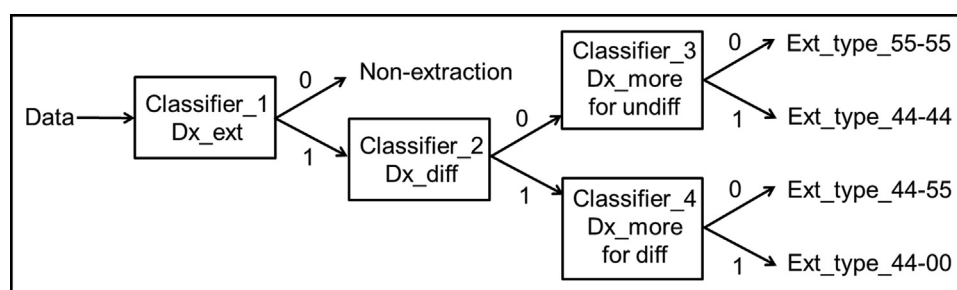 Data
Classifier_1
Dx_ext
0
Non-extraction
1
Classifier_2
Dx_diff
0
Classifier_3
Dx_more
for undiff
0
Ext_type_55-55
1
Ext_type_44-44
1
Classifier_4
Dx_more
for diff
0
Ext_type_44-55
1
Ext_type_44-00